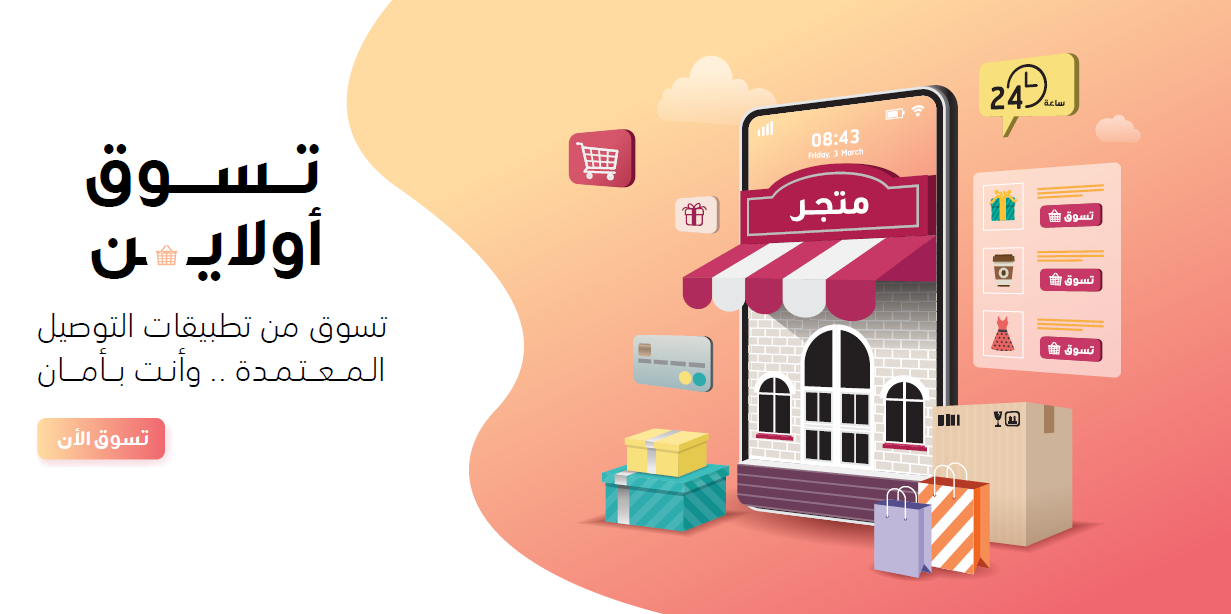 تسوق
أولاين
تسوق من تطبيقات التوصيل
المعتمدة .. وأنت بأمان
تسوق الأن
08:43
Friday, 3 March
متجر
24 ساعة
تسوق
تسوق
تسوق